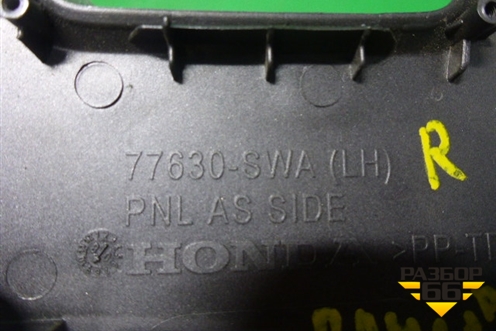 77630-SWA (LH)
R
PNL AS SIDE
HONDA >PP-T
РАЗБОР
66